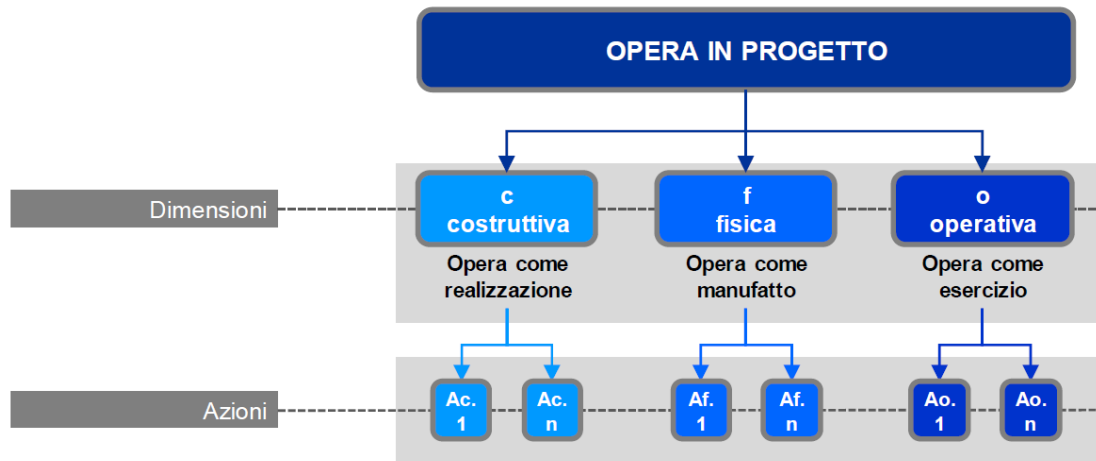 OPERA IN PROGETTO
Dimensioni
c
costruttiva
f
fisica
o
operativa
Opera come
realizzazione
Opera come
manufatto
Opera come
esercizio
Azioni
Ac.
1
Ac.
n
Af.
1
Af.
n
Ao.
1
Ao.
n